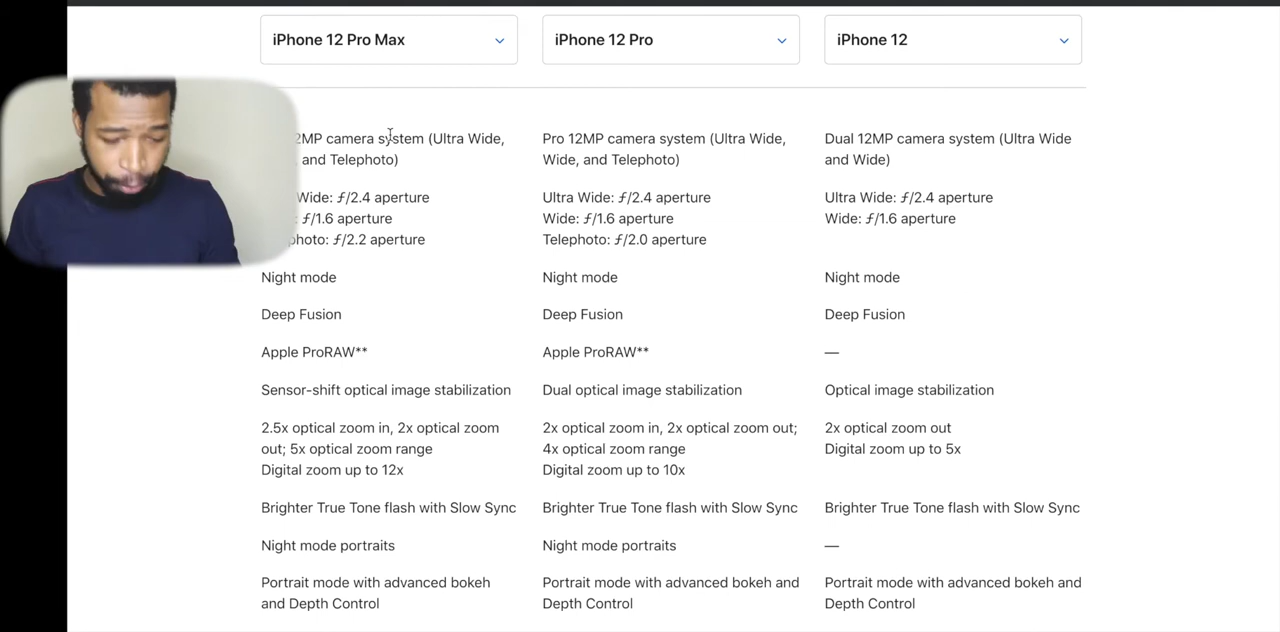 iPhone 12 Pro Max
iPhone 12 Pro
iPhone 12
2MP camera system (Ultra Wide,
and Telephoto)
Pro 12MP camera system (Ultra Wide,
Wide, and Telephoto)
Dual 12MP camera system (Ultra Wide
and Wide)
Wide: ƒ/2.4 aperture
: ƒ/1.6 aperture
photo: ƒ/2.2 aperture
Ultra Wide: ƒ/2.4 aperture
Wide: ƒ/1.6 aperture
Telephoto: ƒ/2.0 aperture
Ultra Wide: ƒ/2.4 aperture
Wide: ƒ/1.6 aperture
Night mode
Night mode
Night mode
Deep Fusion
Deep Fusion
Deep Fusion
Apple ProRAW**
Apple ProRAW**
—
Sensor-shift optical image stabilization
Dual optical image stabilization
Optical image stabilization
2.5x optical zoom in, 2x optical zoom
out; 5x optical zoom range
Digital zoom up to 12x
2x optical zoom in, 2x optical zoom out;
4x optical zoom range
Digital zoom up to 10x
2x optical zoom out
Digital zoom up to 5x
Brighter True Tone flash with Slow Sync
Brighter True Tone flash with Slow Sync
Brighter True Tone flash with Slow Sync
Night mode portraits
Night mode portraits
—
Portrait mode with advanced bokeh
and Depth Control
Portrait mode with advanced bokeh and
Depth Control
Portrait mode with advanced bokeh and
Depth Control